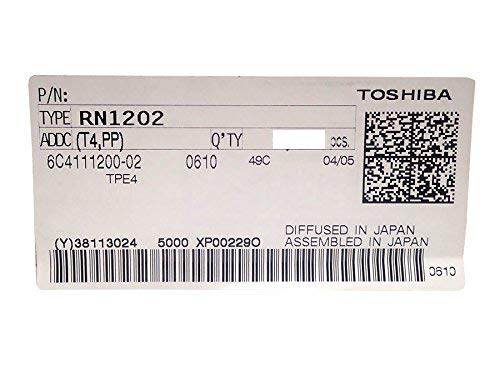 P/N: TOSHIBA
TYPE RN1202
ADDC (T4,PP) Q'TY pcs.
6C4111200-02 0610 49C 04/05
TPE4
DIFFUSED IN JAPAN
(Y)38113024 5000 XP00229O ASSEMBLED IN JAPAN
0610